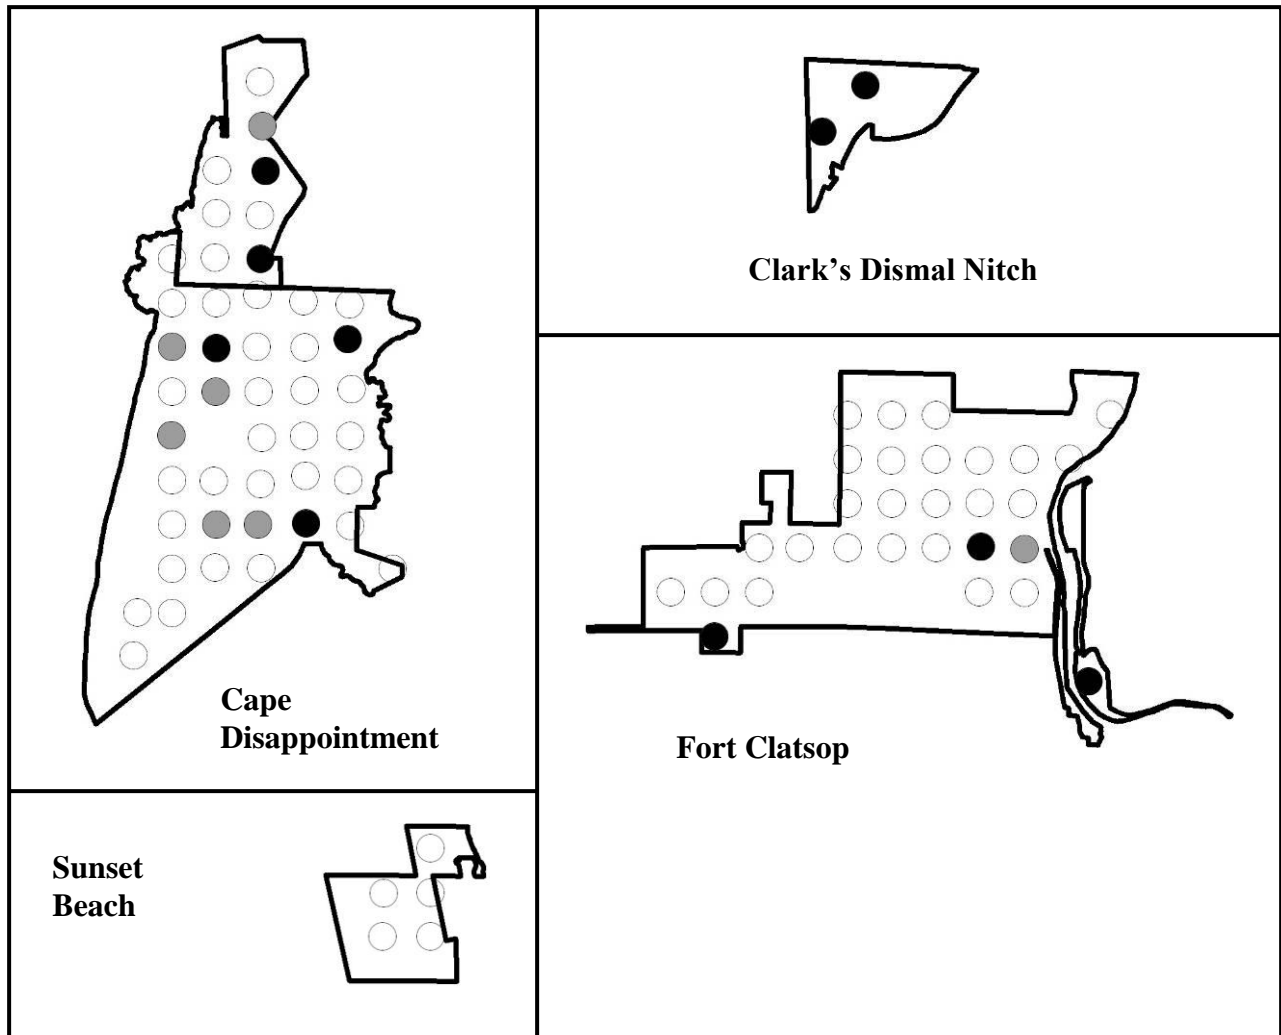 Clark's Dismal Nitch
Cape
Disappointment
Fort Clatsop
Sunset
Beach